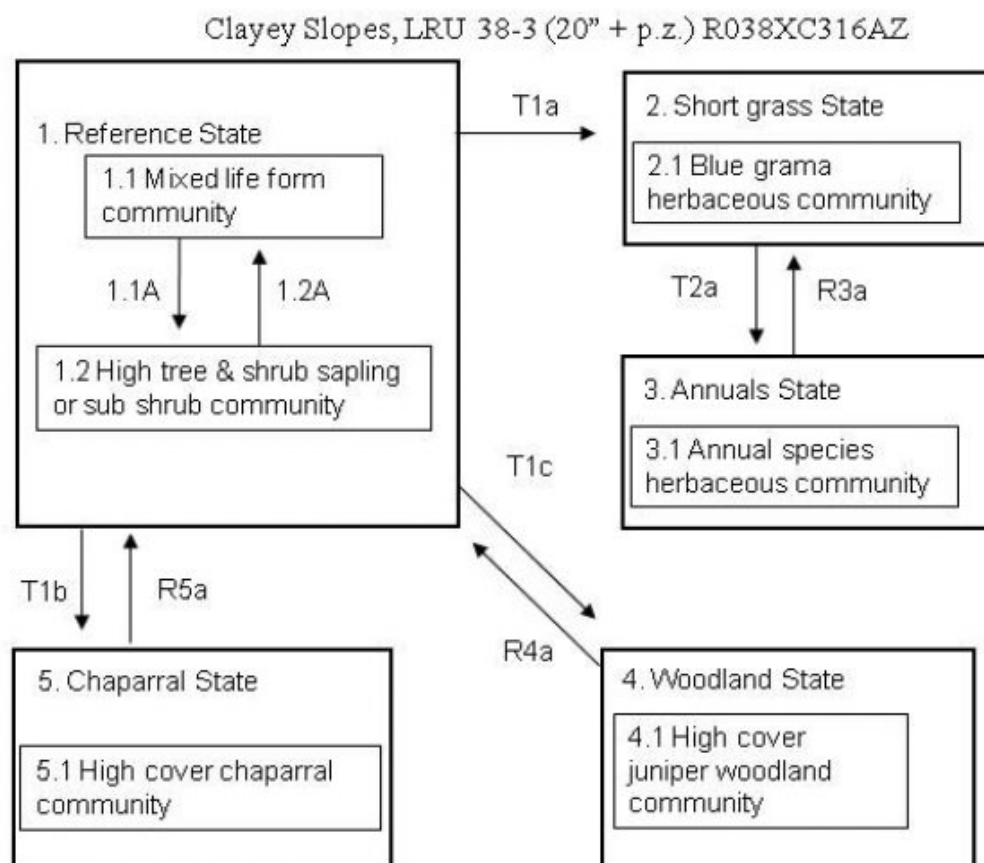 Clayey Slopes, LRU 38-3 (20” + p.z.) R038XC316AZ
1. Reference State
1.1 Mixed life form
community
1.1A
1.2A
1.2 High tree & shrub sapling
or sub shrub community
T1a
2. Short grass State
2.1 Blue grama
herbaceous community
T2a
R3a
3. Annuals State
3.1 Annual species
herbaceous community
T1c
R4a
T1b
R5a
5. Chaparral State
5.1 High cover chaparral
community
4. Woodland State
4.1 High cover
juniper woodland
community